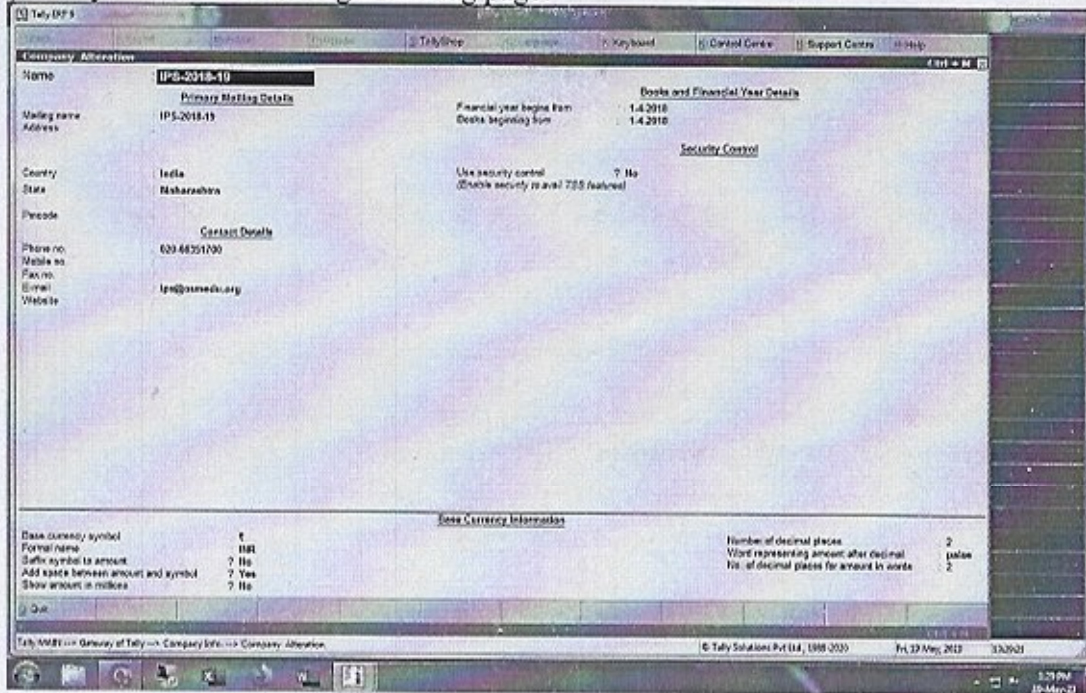 Tally ERP 9
TallyShop Keyboard Control Centre Support Centre Help
Company Alteration Ctrl + M
Name IPS-2018-19
Primary Mailing Details
Mailing name : IPS-2018-19
Address
Country : India
State : Maharashtra
Pincode
Contact Details
Phone no. : 020-66351700
Mobile no.
Fax no.
E-mail
Website
Books and Financial Year Details
Financial year begins from : 1-4-2018
Books beginning from : 1-4-2018
Security Control
Use security control ? No
(Enable security to avail TSS features)
Base Currency Information
Base currency symbol : ₹
Formal name : INR
Suffix symbol to amount ? No
Add space between amount and symbol ? Yes
Show amount in millions ? No
Number of decimal places : 2
Word representing amount after decimal : paise
No. of decimal places for amount in words : 2
Quit
Tally MAIN --> Gateway of Tally --> Company Info. --> Company Alteration
© Tally Solutions Pvt Ltd., 1988-2020
3:29 PM